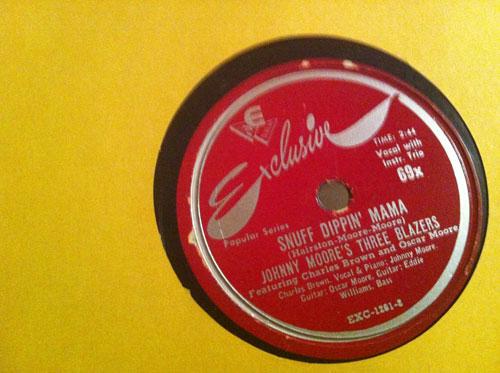 E
Exclusive
TIME: 2:44
Vocal with
Instr. Trio
69x
Popular Series
SNUFF DIPPIN' MAMA
(Hairston-Moore-Moore)
JOHNNY MOORE'S THREE BLAZERS
Featuring Charles Brown and Oscar Moore
Charles Brown, Vocal & Piano; Johnny Moore,
Guitar; Oscar Moore, Guitar; Eddie
Williams, Bass
EXC-1281-2